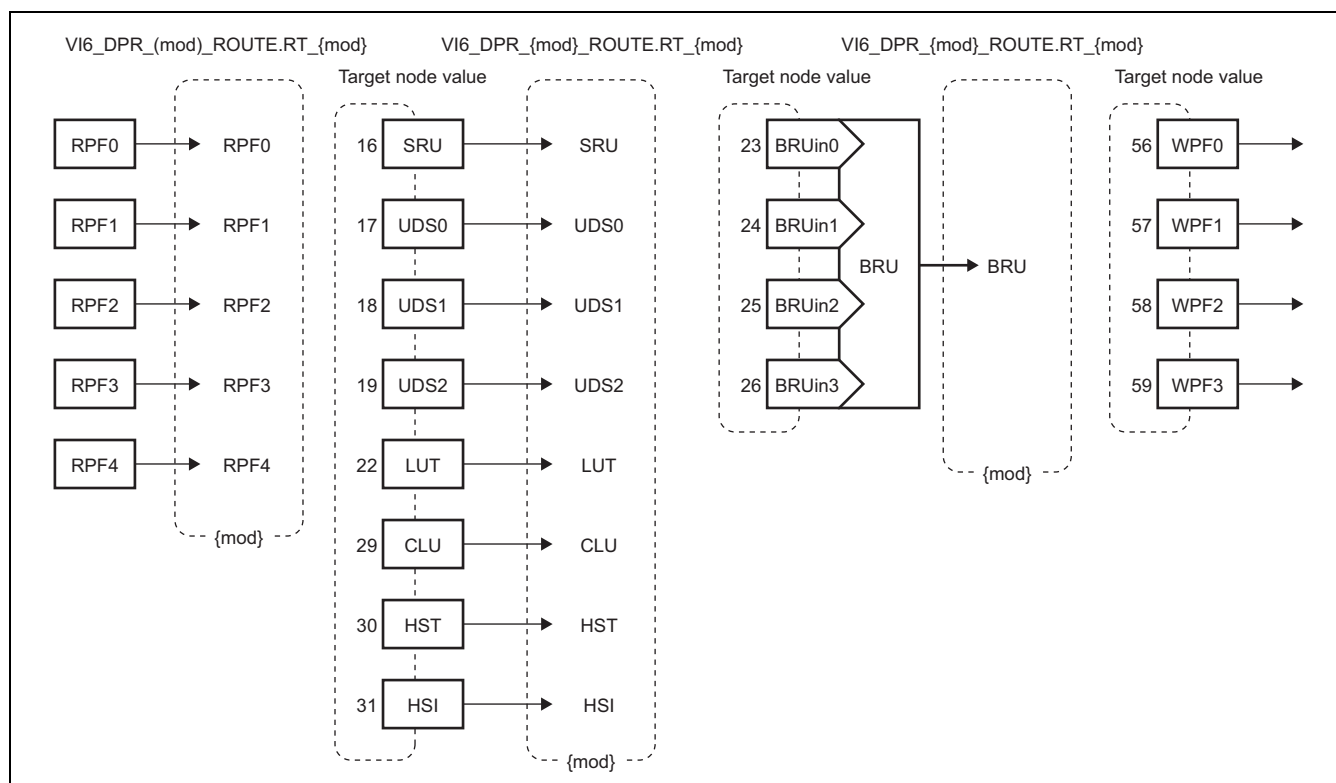 VI6_DPR_(mod)_ROUTE.RT_{mod} VI6_DPR_{mod}_ROUTE.RT_{mod} VI6_DPR_{mod}_ROUTE.RT_{mod}
Target node value Target node value Target node value
RPF0 RPF0 16 SRU SRU 23 BRUin0 56 WPF0
RPF1 RPF1 17 UDS0 UDS0 24 BRUin1 57 WPF1
BRU BRU
RPF2 RPF2 18 UDS1 UDS1 25 BRUin2 58 WPF2
RPF3 RPF3 19 UDS2 UDS2 26 BRUin3 59 WPF3
RPF4 RPF4 22 LUT LUT
{mod}
{mod}
29 CLU CLU
30 HST HST
31 HSI HSI
{mod}